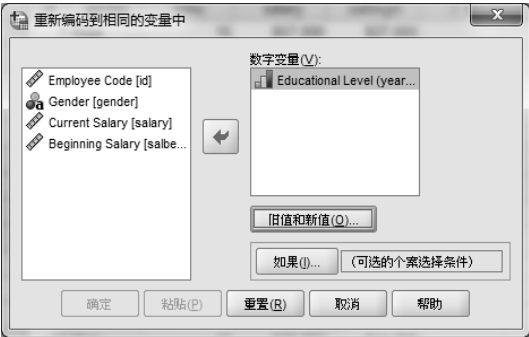 重新编码到相同的变量中
数字变量(V):
Employee Code [id]
Gender [gender]
Current Salary [salary]
Beginning Salary [salbe...
Educational Level (year...
旧值和新值(O)...
如果(I)... (可选的个案选择条件)
确定 粘贴(P) 重置(R) 取消 帮助